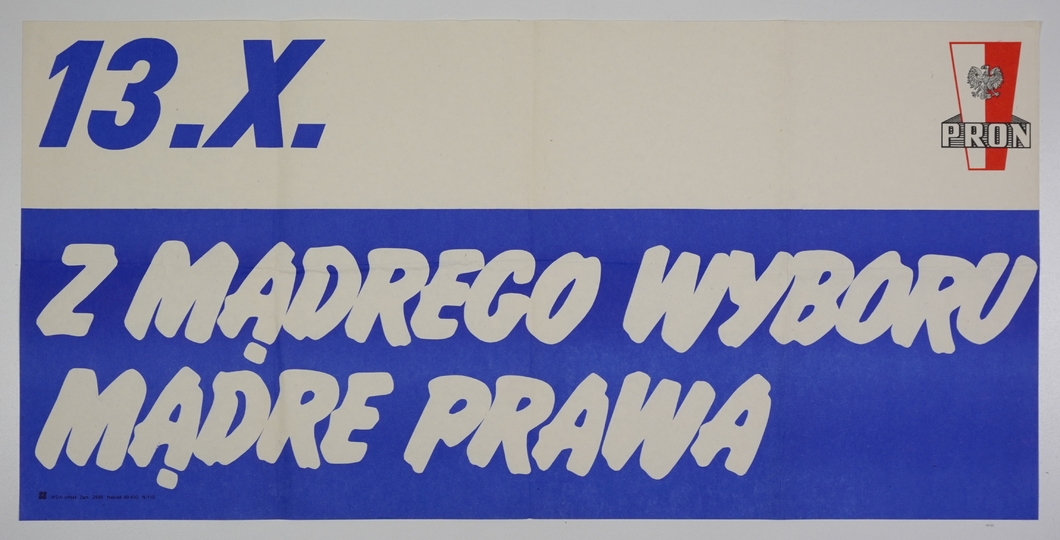 13.X.
PRON
Z MĄDREGO WYBORU
MĄDRE PRAWA